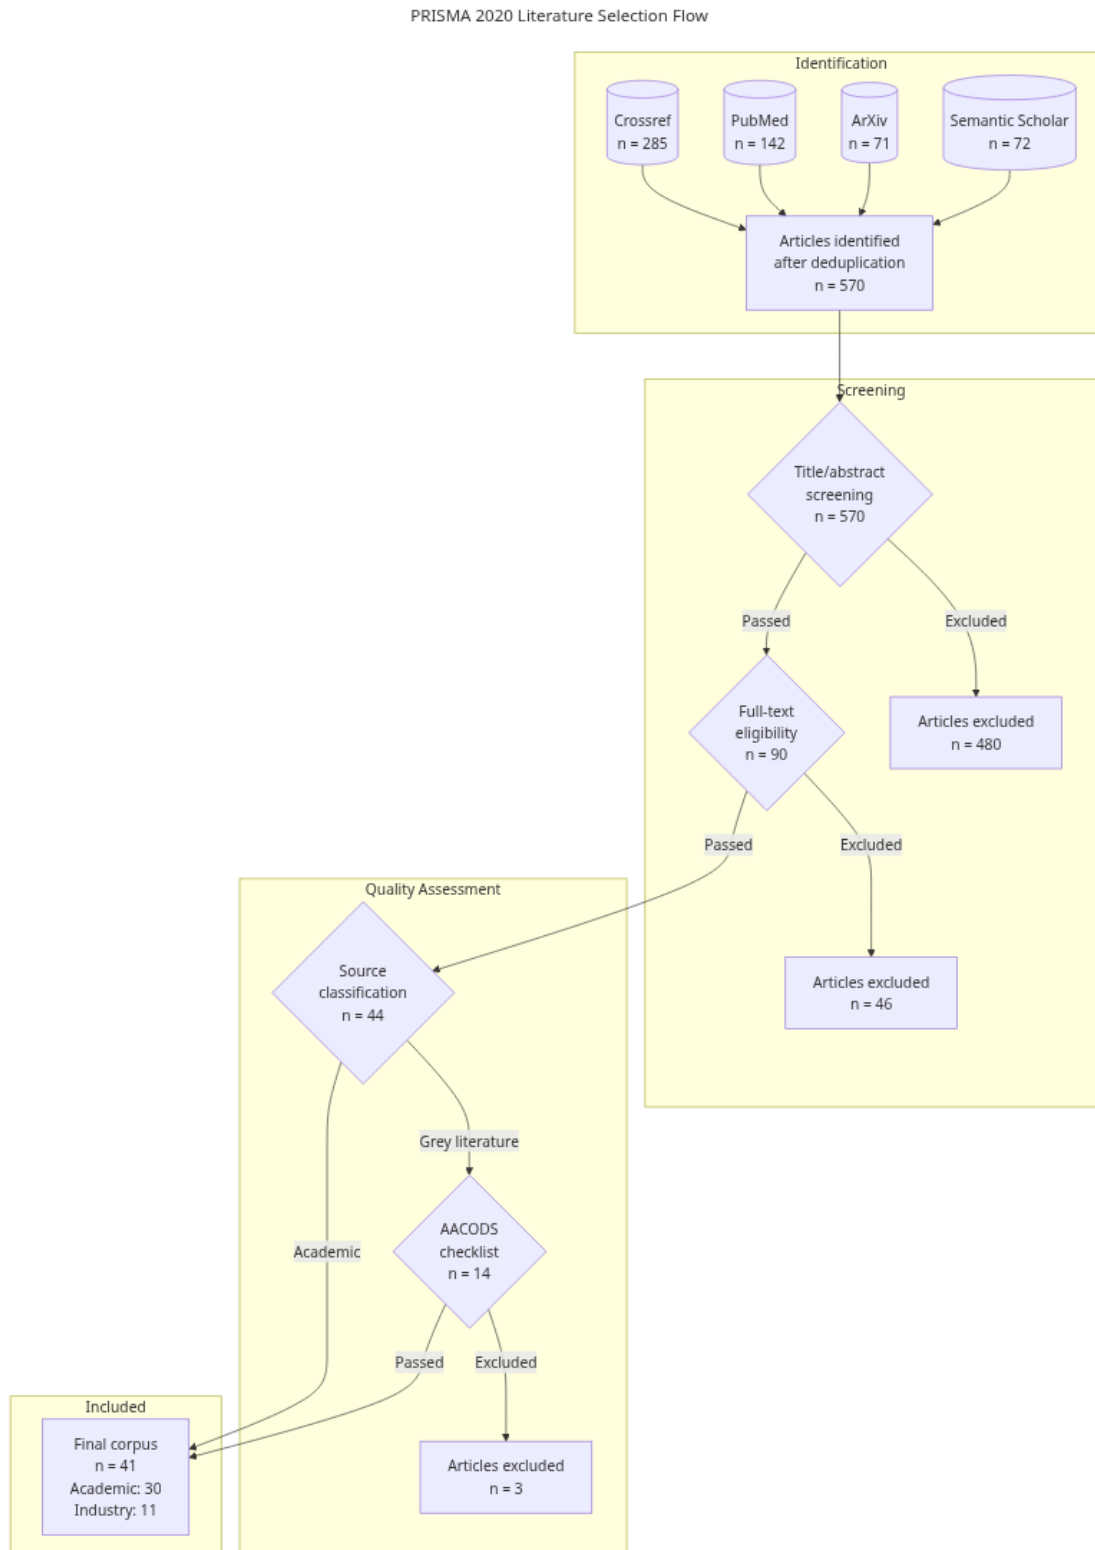 PRISMA 2020 Literature Selection Flow
Identification
Crossref
n = 285
PubMed
n = 142
ArXiv
n = 71
Semantic Scholar
n = 72
Articles identified
after deduplication
n = 570
Screening
Title/abstract
screening
n = 570
Passed
Excluded
Full-text
eligibility
n = 90
Articles excluded
n = 480
Passed
Excluded
Quality Assessment
Source
classification
n = 44
Articles excluded
n = 46
Grey literature
Academic
AACODS
checklist
n = 14
Passed
Excluded
Included
Final corpus
n = 41
Academic: 30
Industry: 11
Articles excluded
n = 3